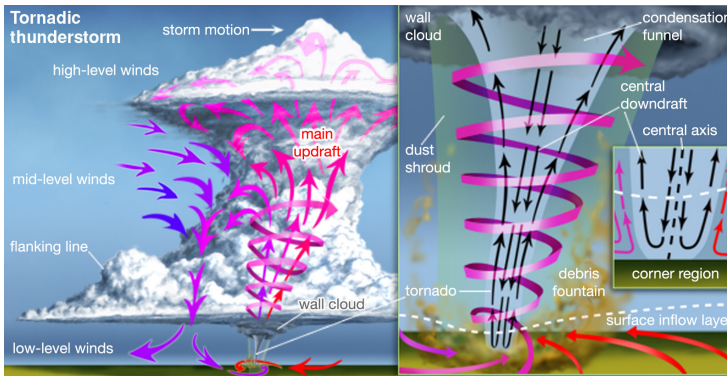 Tornadic
thunderstorm
storm motion
high-level winds
main
updraft
mid-level winds
flanking line
wall cloud
low-level winds
wall
cloud
condensation
funnel
central
downdraft
central axis
dust
shroud
corner region
tornado
debris
fountain
surface inflow layer